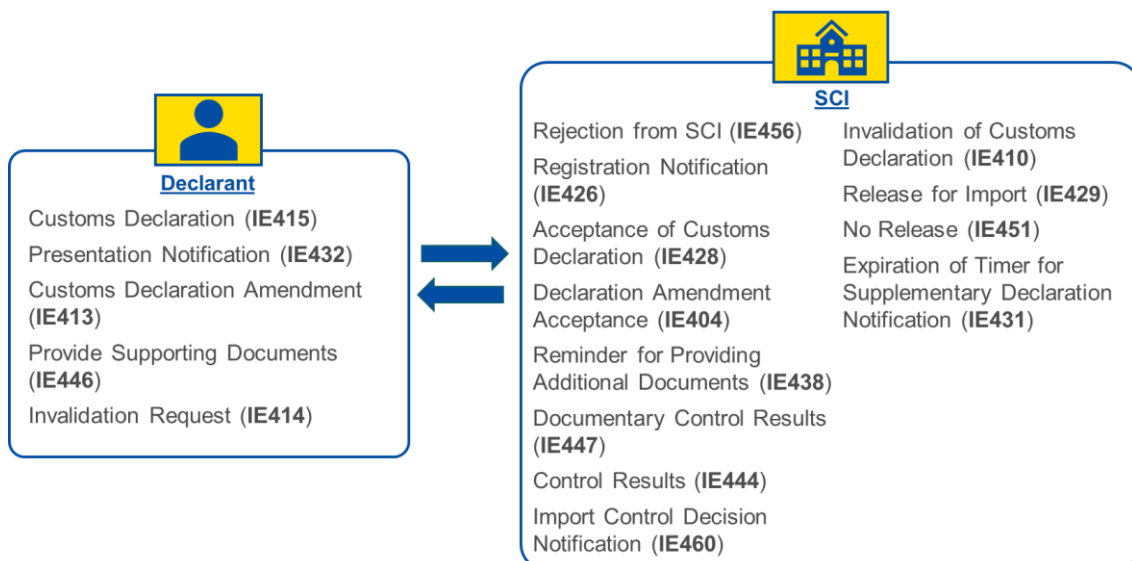 Declarant
Customs Declaration (IE415)
Presentation Notification (IE432)
Customs Declaration Amendment
(IE413)
Provide Supporting Documents
(IE446)
Invalidation Request (IE414)
SCI
Rejection from SCI (IE456)
Registration Notification
(IE426)
Acceptance of Customs
Declaration (IE428)
Declaration Amendment
Acceptance (IE404)
Reminder for Providing
Additional Documents (IE438)
Documentary Control Results
(IE447)
Control Results (IE444)
Import Control Decision
Notification (IE460)
Invalidation of Customs
Declaration (IE410)
Release for Import (IE429)
No Release (IE451)
Expiration of Timer for
Supplementary Declaration
Notification (IE431)